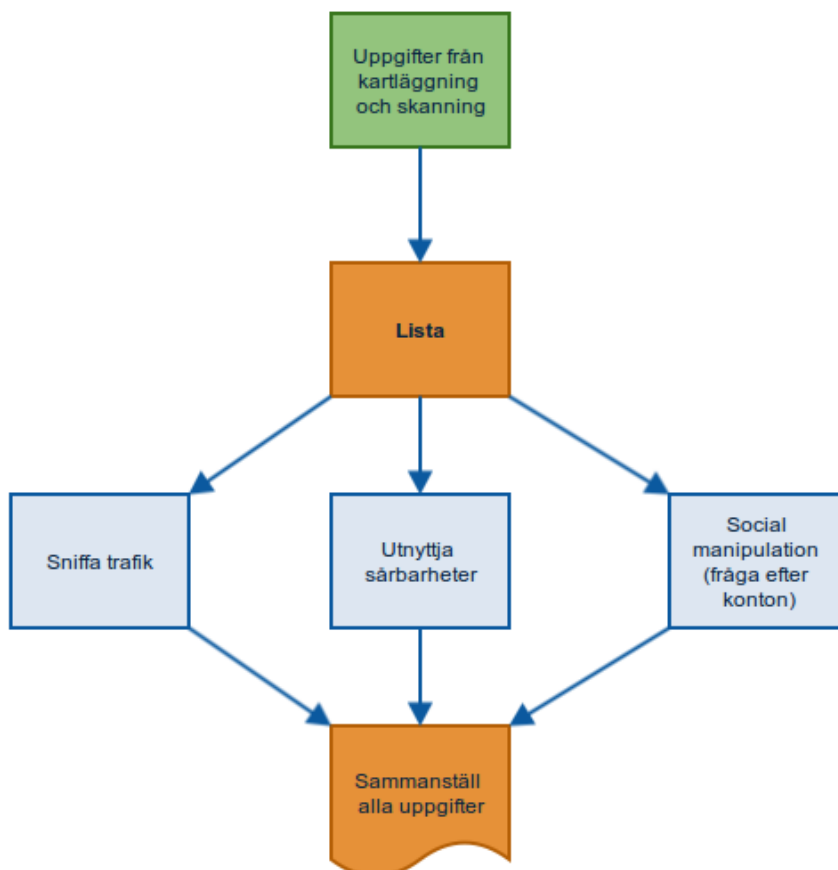 Uppgifter från
kartläggning
och skanning
Lista
Sniffa trafik
Utnyttja
sårbarheter
Social
manipulation
(fråga efter
konton)
Sammanställ
alla uppgifter